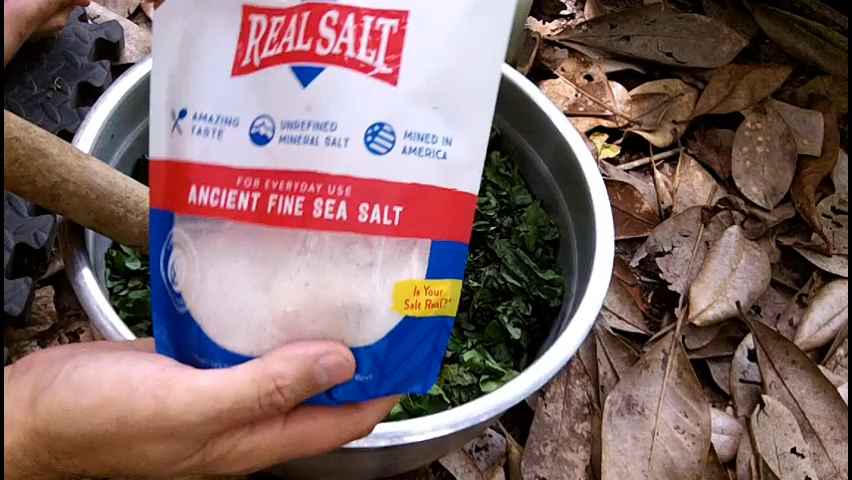 REAL SALT
AMAZING
TASTE
UNREFINED
MINERAL SALT
MINED IN
AMERICA
FOR EVERYDAY USE
ANCIENT FINE SEA SALT
Is Your
Salt Real?